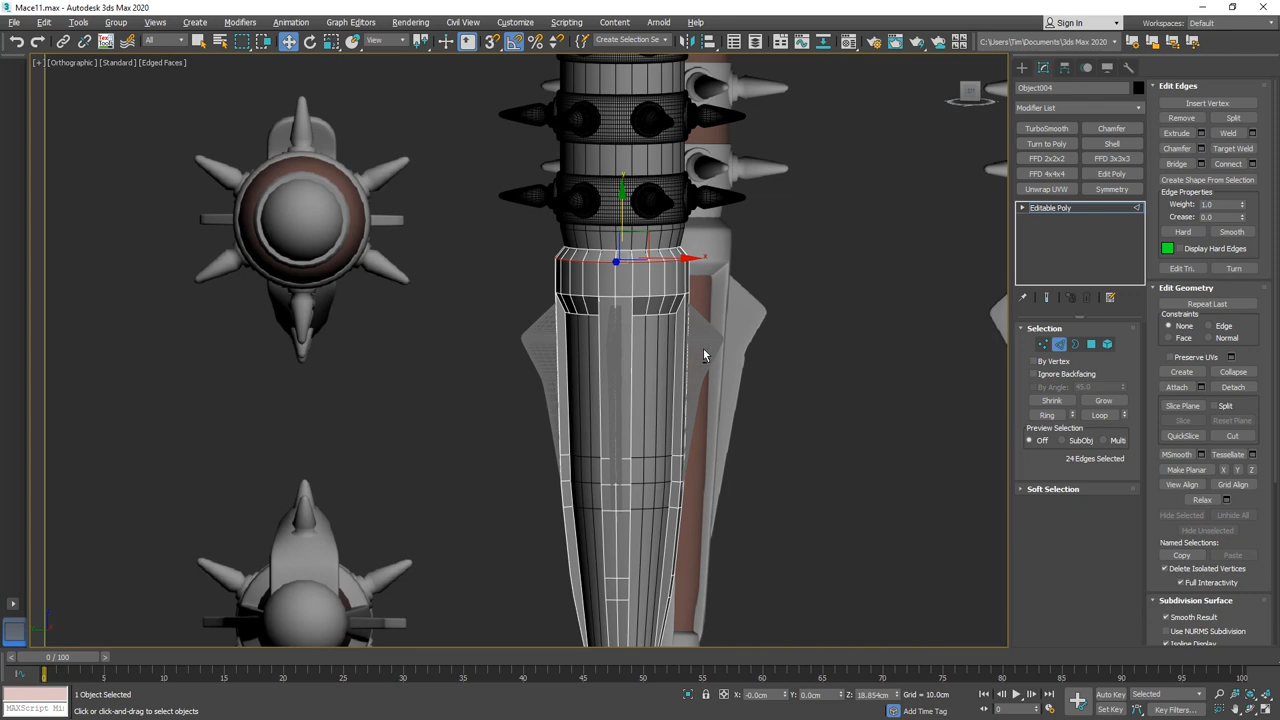 Mace11.max - Autodesk 3ds Max 2020
File Edit Tools Group Views Create Modifiers Animation Graph Editors Rendering Civil View Customize Scripting Content Arnold Help
Sign In Workspaces: Default
All View Create Selection Se C:\Users\Tim\Documents\3ds Max 2020
[+] [Orthographic] [Standard] [Edged Faces]
Object004
Modifier List
TurboSmooth Chamfer
Turn to Poly Shell
FFD 2x2x2 FFD 3x3x3
FFD 4x4x4 Edit Poly
Unwrap UVW Symmetry
Editable Poly
Selection
By Vertex
Ignore Backfacing
By Angle: 45.0
Shrink Grow
Ring Loop
Preview Selection
Off SubObj Multi
24 Edges Selected
Soft Selection
Edit Edges
Insert Vertex
Remove Split
Extrude Weld
Chamfer Target Weld
Bridge Connect
Create Shape From Selection
Edge Properties
Weight: 1.0
Crease: 0.0
Hard Smooth
Display Hard Edges
Edit Tri. Turn
Edit Geometry
Repeat Last
Constraints
None Edge
Face Normal
Preserve UVs
Create Collapse
Attach Detach
Slice Plane Split
Slice Reset Plane
QuickSlice Cut
MSmooth Tessellate
Make Planar X Y Z
View Align Grid Align
Relax
Hide Selected Unhide All
Hide Unselected
Named Selections:
Copy Paste
Delete Isolated Vertices
Full Interactivity
Subdivision Surface
Smooth Result
Use NURMS Subdivision
Isoline Display
y
x
LEFT
0 / 100
0 5 10 15 20 25 30 35 40 45 50 55 60 65 70 75 80 85 90 95 100
1 Object Selected X: -0.0cm Y: 0.0cm Z: 18.854cm Grid = 10.0cm Auto Key Selected
MAXScript Mi Click or click-and-drag to select objects Add Time Tag 0 Set Key Key Filters...